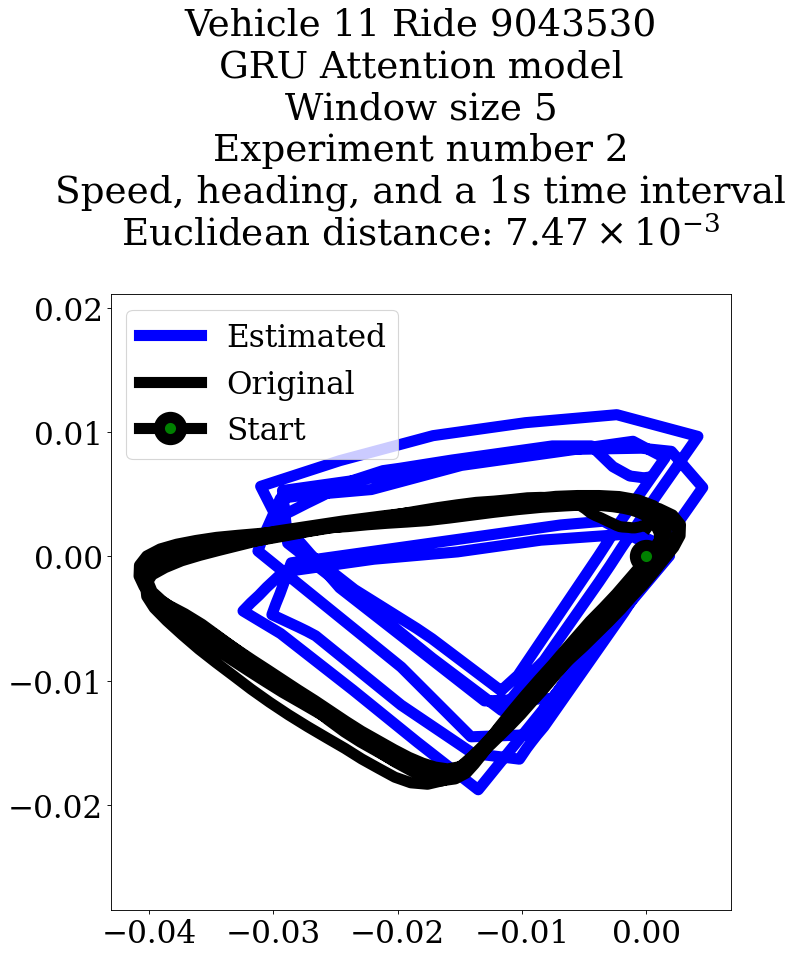 Vehicle 11 Ride 9043530
GRU Attention model
Window size 5
Experiment number 2
Speed, heading, and a 1s time interval
Euclidean distance: 7.47 × 10⁻³
0.02
0.01
0.00
−0.01
−0.02
Estimated
Original
Start
−0.04 −0.03 −0.02 −0.01 0.00